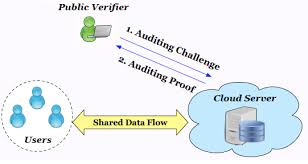 Public Verifier
1. Auditing Challenge
2. Auditing Proof
Cloud Server
Shared Data Flow
Users